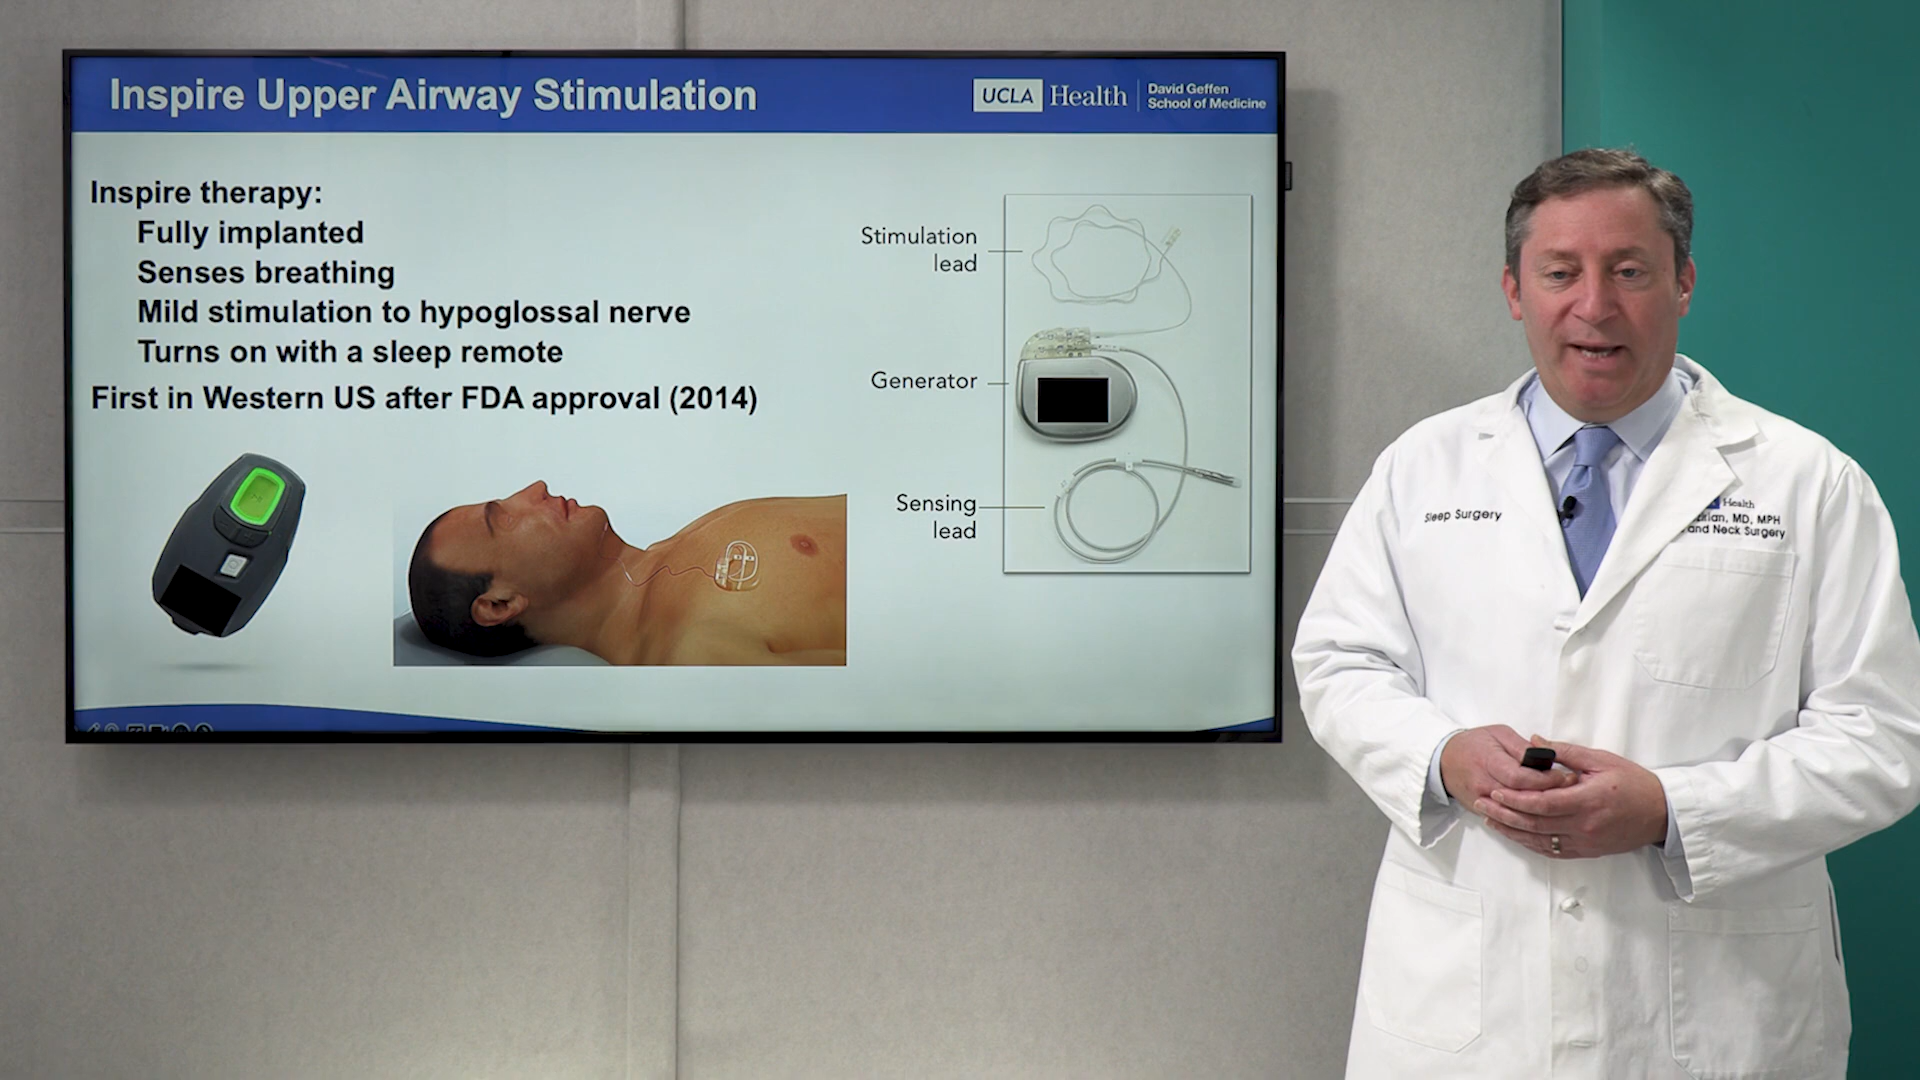 Inspire Upper Airway Stimulation
UCLA Health
David Geffen
School of Medicine
Inspire therapy:
Fully implanted
Senses breathing
Mild stimulation to hypoglossal nerve
Turns on with a sleep remote
First in Western US after FDA approval (2014)
Stimulation
lead
Generator
Sensing
lead
Sleep Surgery
Health
MD, MPH
and Neck Surgery